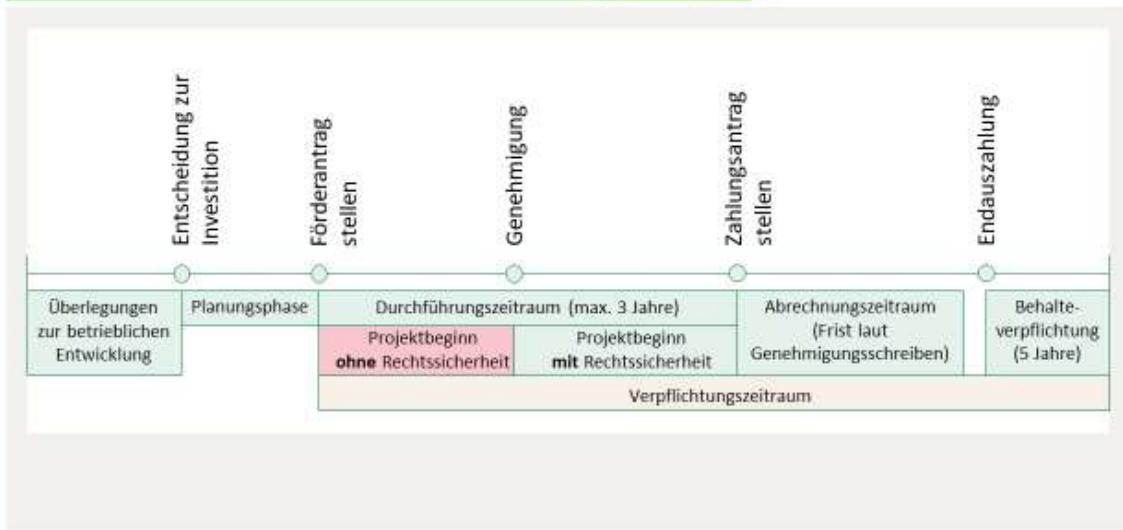 Entscheidung zur
Investition
Förderantrag
stellen
Genehmigung
Zahlungsantrag
stellen
Endauszahlung
Überlegungen
zur betrieblichen
Entwicklung
Planungsphase
Durchführungszeitraum (max. 3 Jahre)
Projektbeginn
ohne Rechtssicherheit
Projektbeginn
mit Rechtssicherheit
Abrechnungszeitraum
(Frist laut
Genehmigungsschreiben)
Behalte-
verpflichtung
(5 Jahre)
Verpflichtungszeitraum